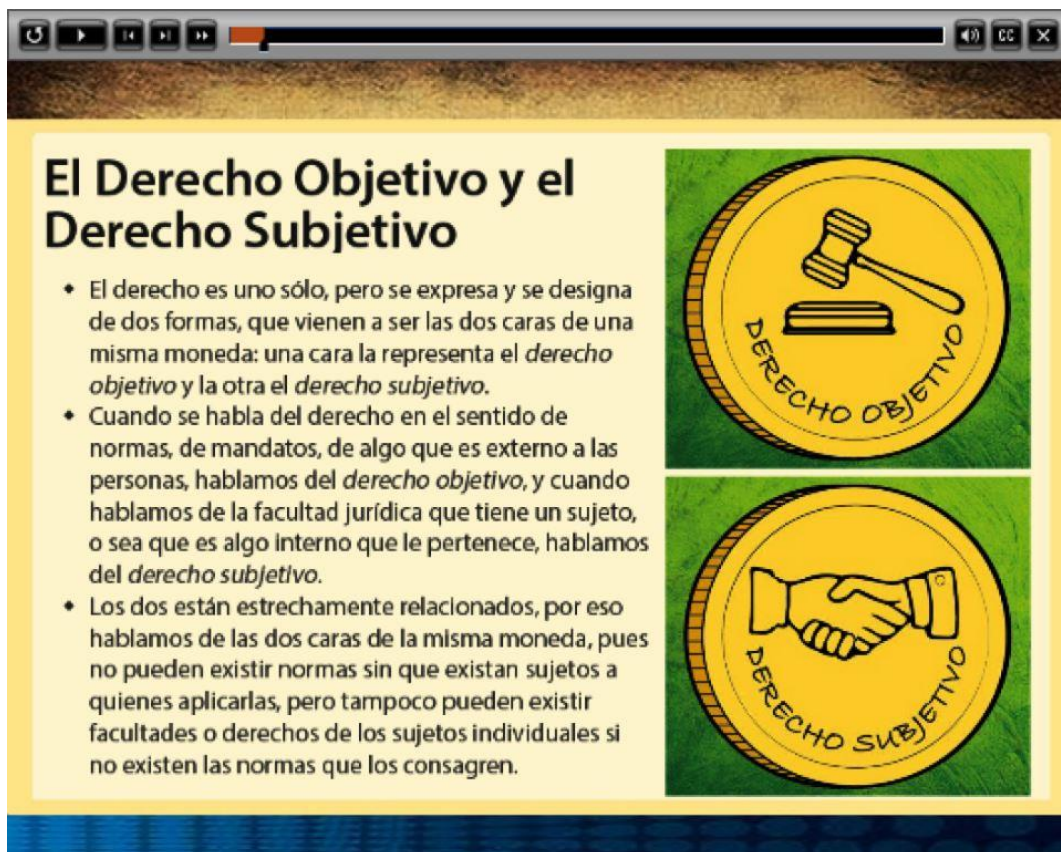 CC
El Derecho Objetivo y el
Derecho Subjetivo
◆ El derecho es uno sólo, pero se expresa y se designa
de dos formas, que vienen a ser las dos caras de una
misma moneda: una cara la representa el derecho
objetivo y la otra el derecho subjetivo.
◆ Cuando se habla del derecho en el sentido de
normas, de mandatos, de algo que es externo a las
personas, hablamos del derecho objetivo, y cuando
hablamos de la facultad jurídica que tiene un sujeto,
o sea que es algo interno que le pertenece, hablamos
del derecho subjetivo.
◆ Los dos están estrechamente relacionados, por eso
hablamos de las dos caras de la misma moneda, pues
no pueden existir normas sin que existan sujetos a
quienes aplicarlas, pero tampoco pueden existir
facultades o derechos de los sujetos individuales si
no existen las normas que los consagren.
DERECHO OBJETIVO
DERECHO SUBJETIVO